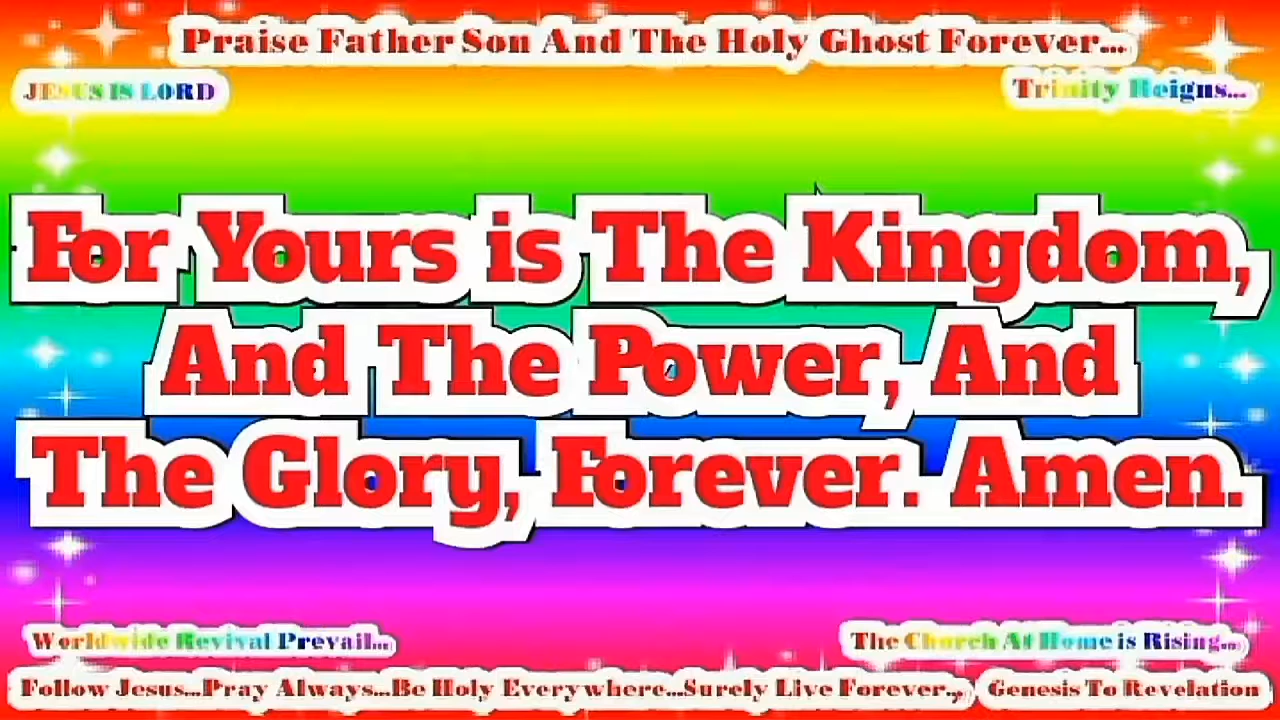 Praise Father Son And The Holy Ghost Forever...
JESUS IS LORD
Trinity Reigns...
For Yours is The Kingdom,
And The Power, And
The Glory, Forever. Amen.
Worldwide Revival Prevail...
The Church At Home is Rising...
Follow Jesus...Pray Always...Be Holy Everywhere...Surely Live Forever..,
Genesis To Revelation